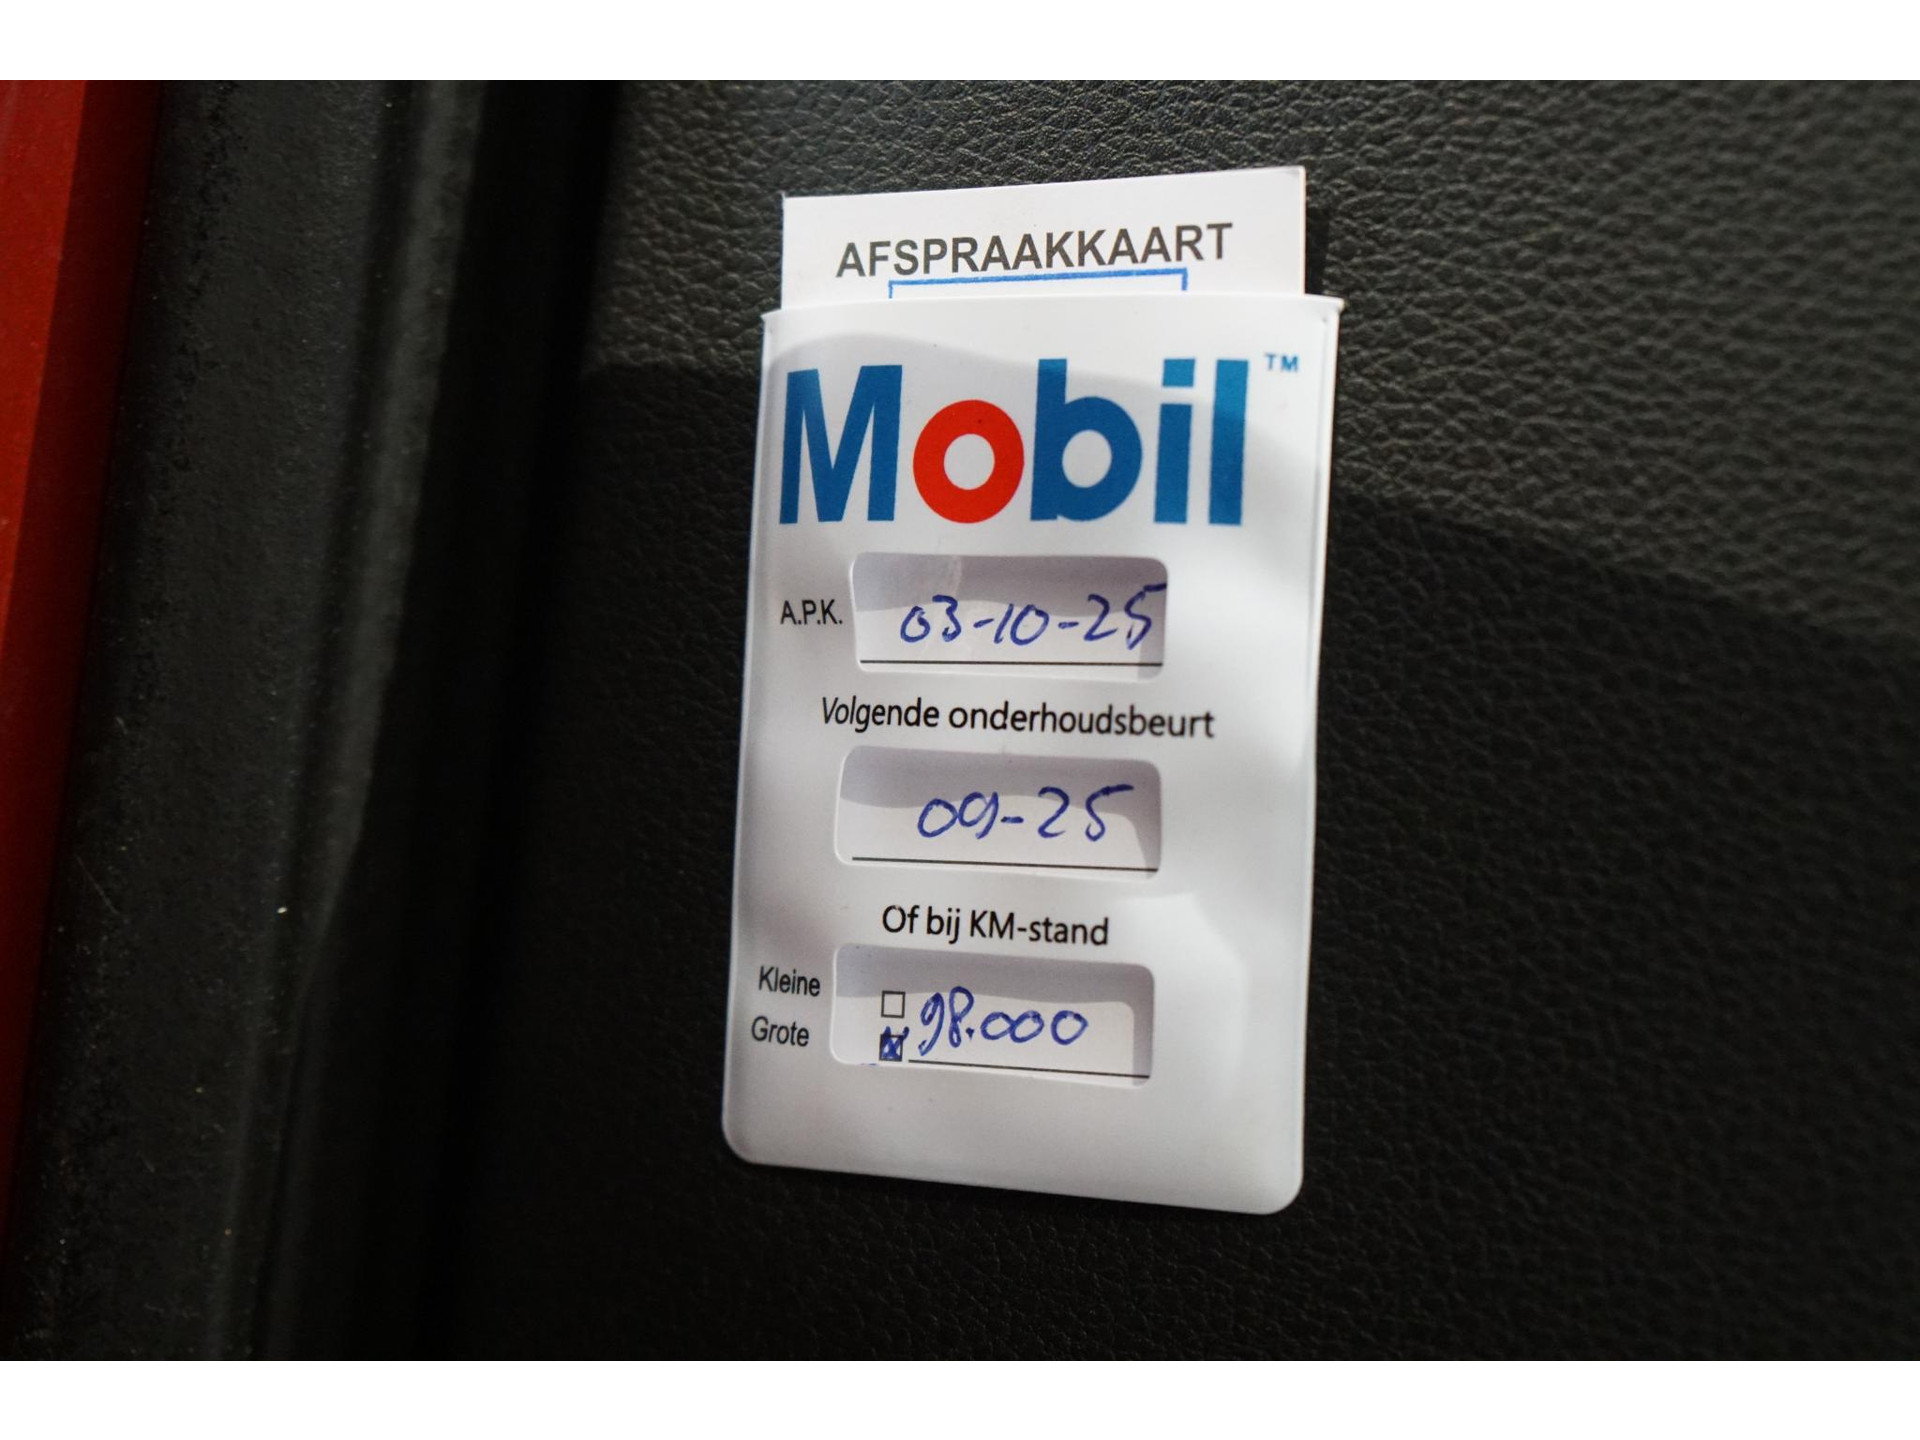 AFSPRAAKKAART
Mobil™
A.P.K. 03-10-25
Volgende onderhoudsbeurt
09-25
Of bij KM-stand
Kleine
Grote 98.000